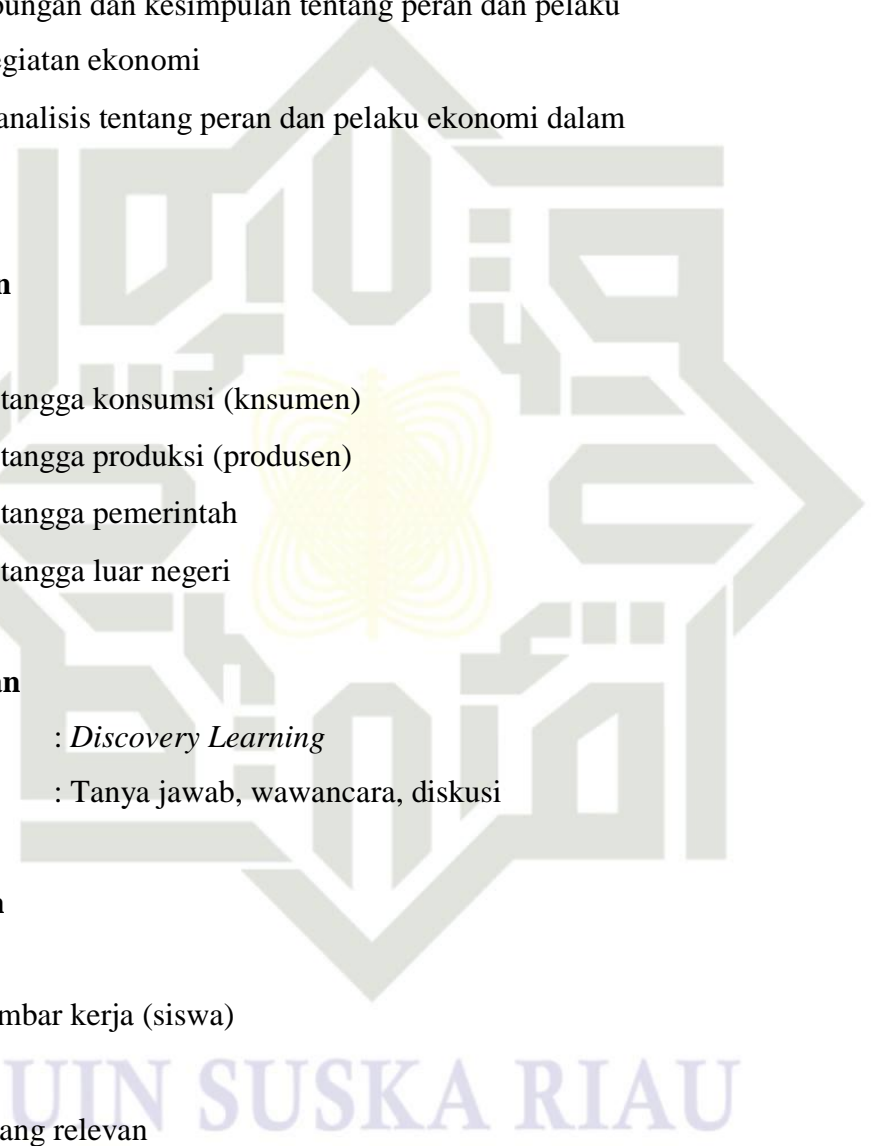 bungan dan kesimpulan tentang peran dan pelaku
egiatan ekonomi
analisis tentang peran dan pelaku ekonomi dalam
n
tangga konsumsi (knsumen)
tangga produksi (produsen)
tangga pemerintah
tangga luar negeri
an
: Discovery Learning
: Tanya jawab, wawancara, diskusi
n
mbar kerja (siswa)
UIN SUSKA RIAU
ang relevan